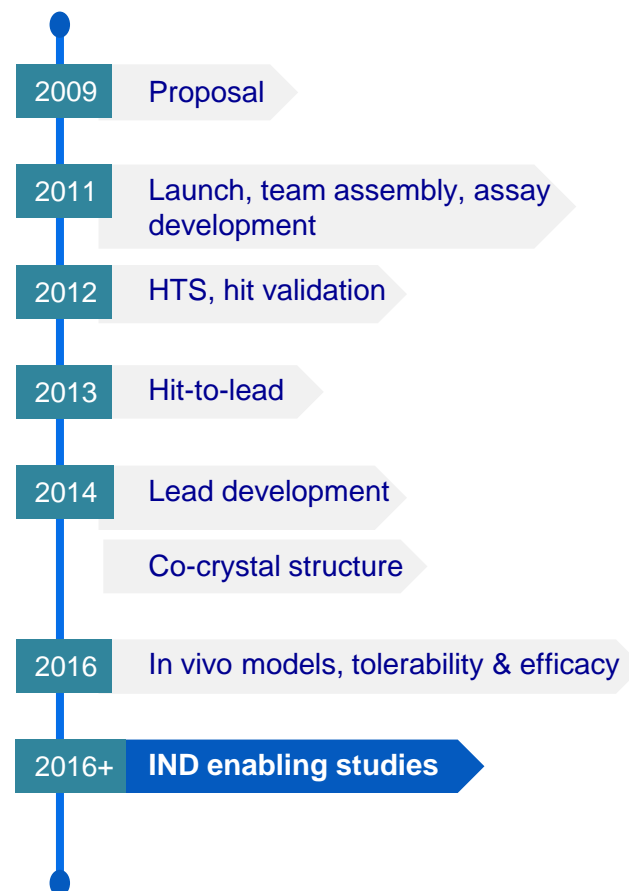 2009 Proposal
2011 Launch, team assembly, assay
development
2012 HTS, hit validation
2013 Hit-to-lead
2014 Lead development
Co-crystal structure
2016 In vivo models, tolerability & efficacy
2016+ IND enabling studies